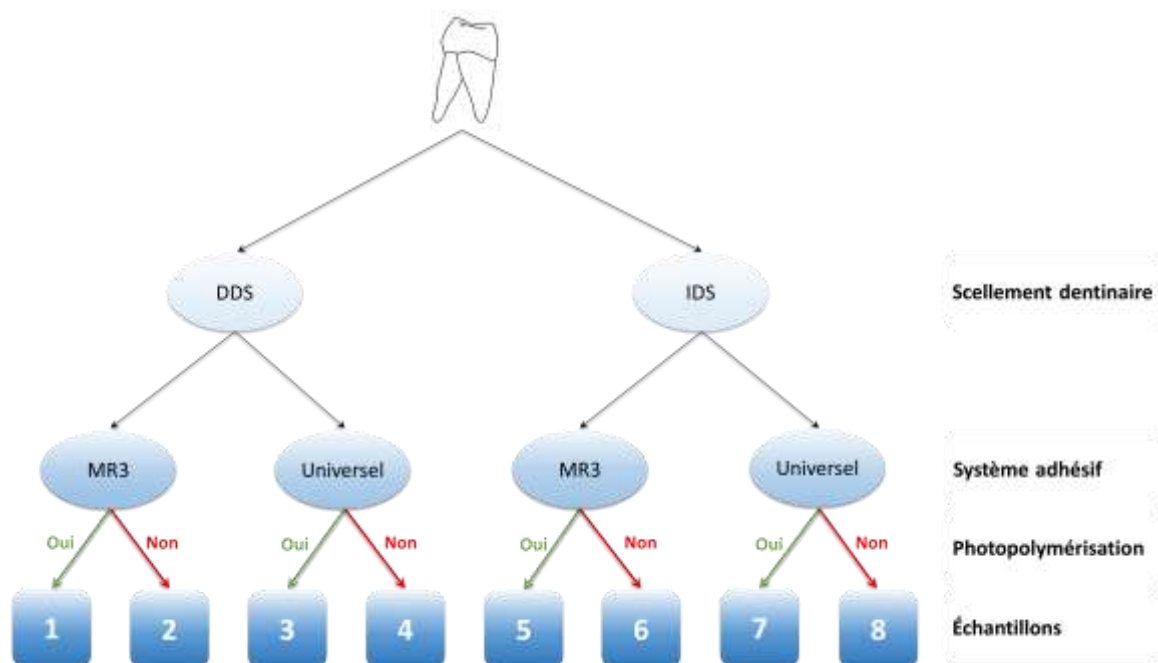 DDS
IDS
Scellement dentinaire
MR3
Universel
MR3
Universel
Système adhésif
Oui
Non
Oui
Non
Oui
Non
Oui
Non
Photopolymérisation
1
2
3
4
5
6
7
8
Échantillons